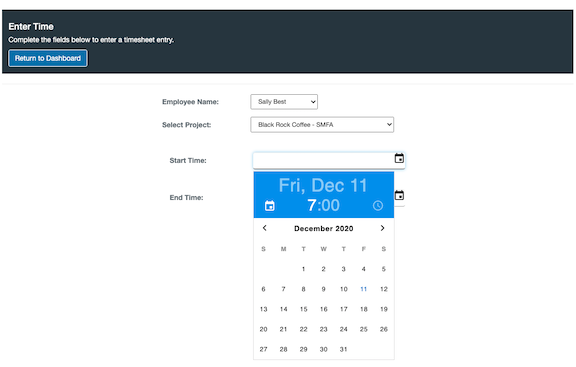 Enter Time
Complete the fields below to enter a timesheet entry.
Return to Dashboard
Employee Name: Sally Best
Select Project: Black Rock Coffee - SMFA
Start Time:
End Time:
Fri, Dec 11
7:00
December 2020
S M T W T F S
1 2 3 4 5
6 7 8 9 10 11 12
13 14 15 16 17 18 19
20 21 22 23 24 25 26
27 28 29 30 31